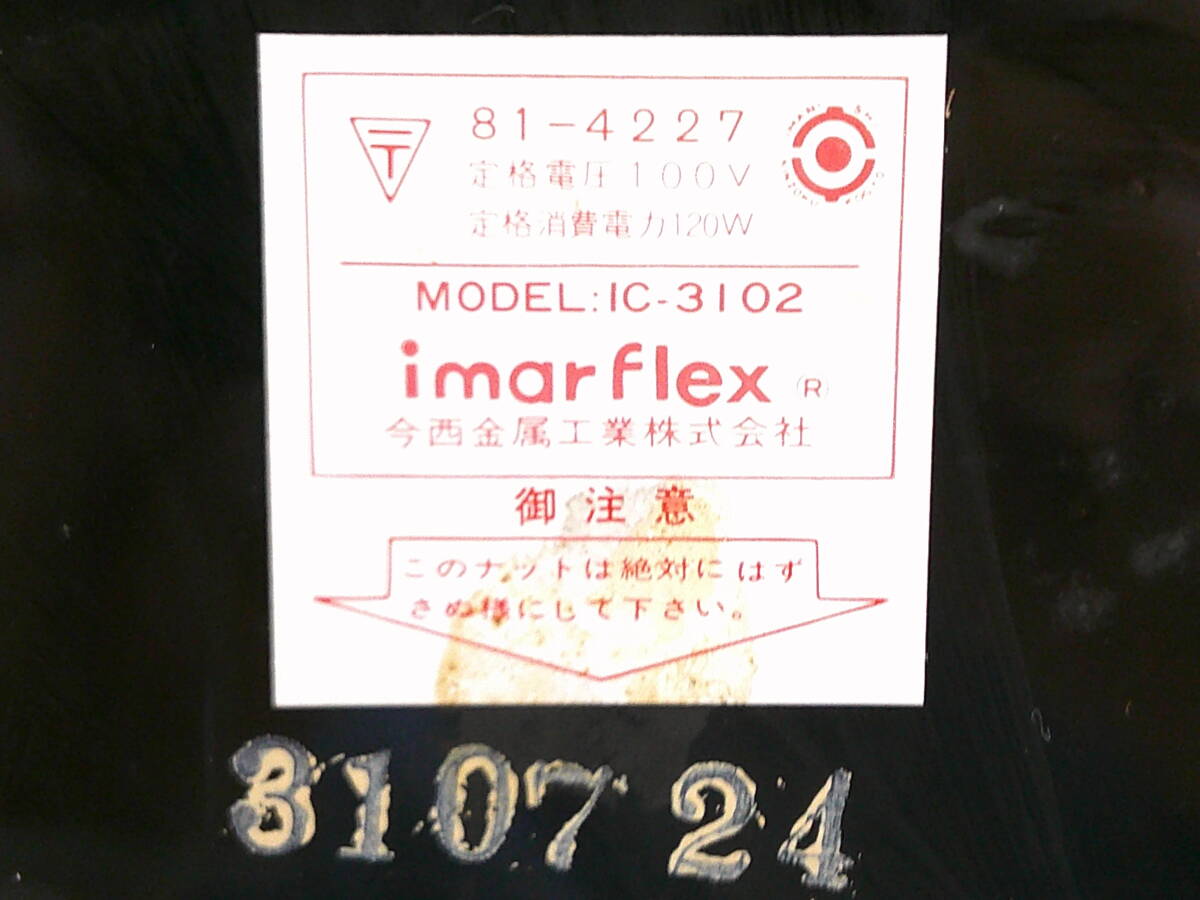 〒
81-4227
定格電圧100V
定格消費電力120W
MODEL:IC-3102
imarflex (R)
今西金属工業株式会社
御注意
このナットは絶対にはず
さぬ様にして下さい。
310724